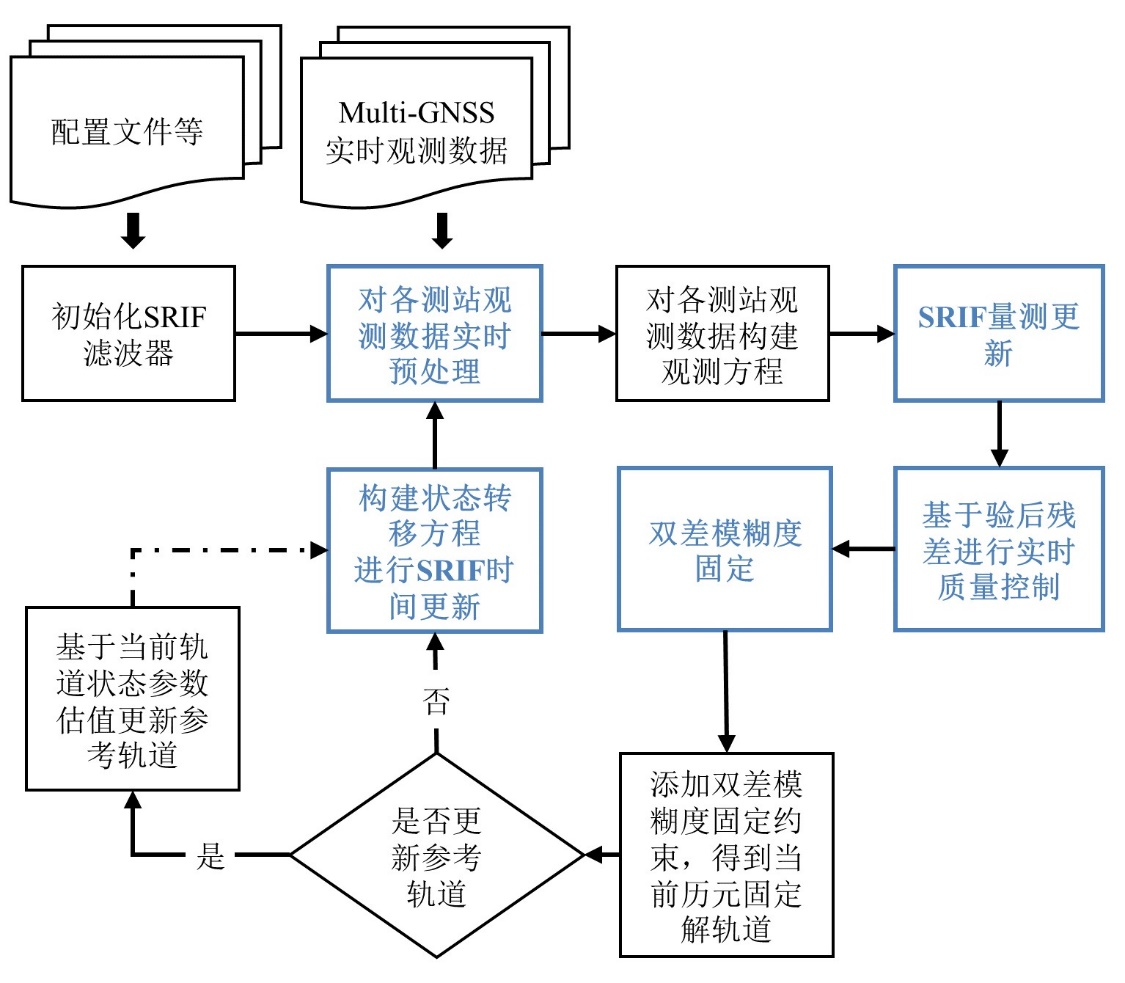 配置文件等
Multi-GNSS
实时观测数据
初始化SRIF
滤波器
对各测站观
测数据实时
预处理
对各测站观
测数据构建
观测方程
SRIF量测更
新
构建状态转
移方程
进行SRIF时
间更新
双差模糊度
固定
基于验后残
差进行实时
质量控制
基于当前轨
道状态参数
估值更新参
考轨道
否
是
是否更
新参考
轨道
添加双差模
糊度固定约
束，得到当
前历元固定
解轨道